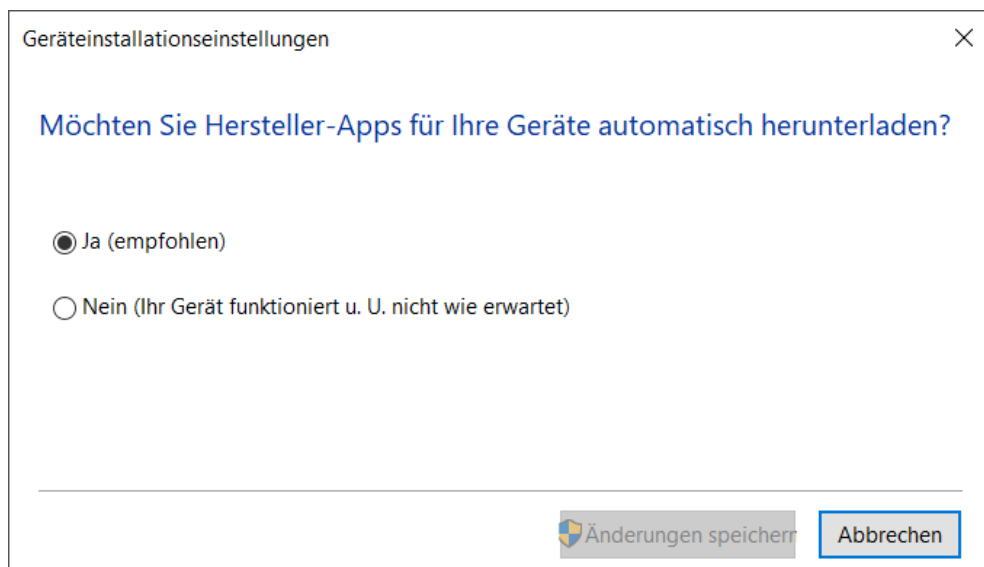 Geräteinstallationseinstellungen
Möchten Sie Hersteller-Apps für Ihre Geräte automatisch herunterladen?
Ja (empfohlen)
Nein (Ihr Gerät funktioniert u. U. nicht wie erwartet)
Änderungen speichern
Abbrechen